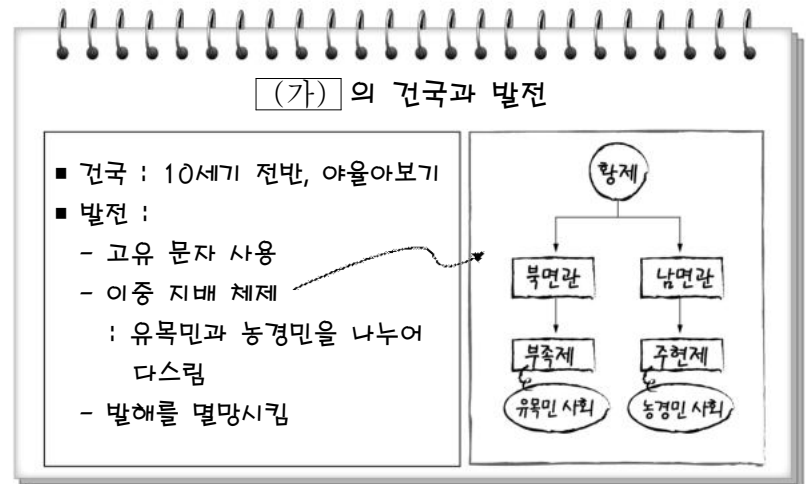 (가)의 건국과 발전
■ 건국 : 10세기 전반, 야율아보기
■ 발전 :
- 고유 문자 사용
- 이중 지배 체제
: 유목민과 농경민을 나누어
다스림
- 발해를 멸망시킴
황제
북면관 남면관
부족제 주현제
유목민 사회 농경민 사회